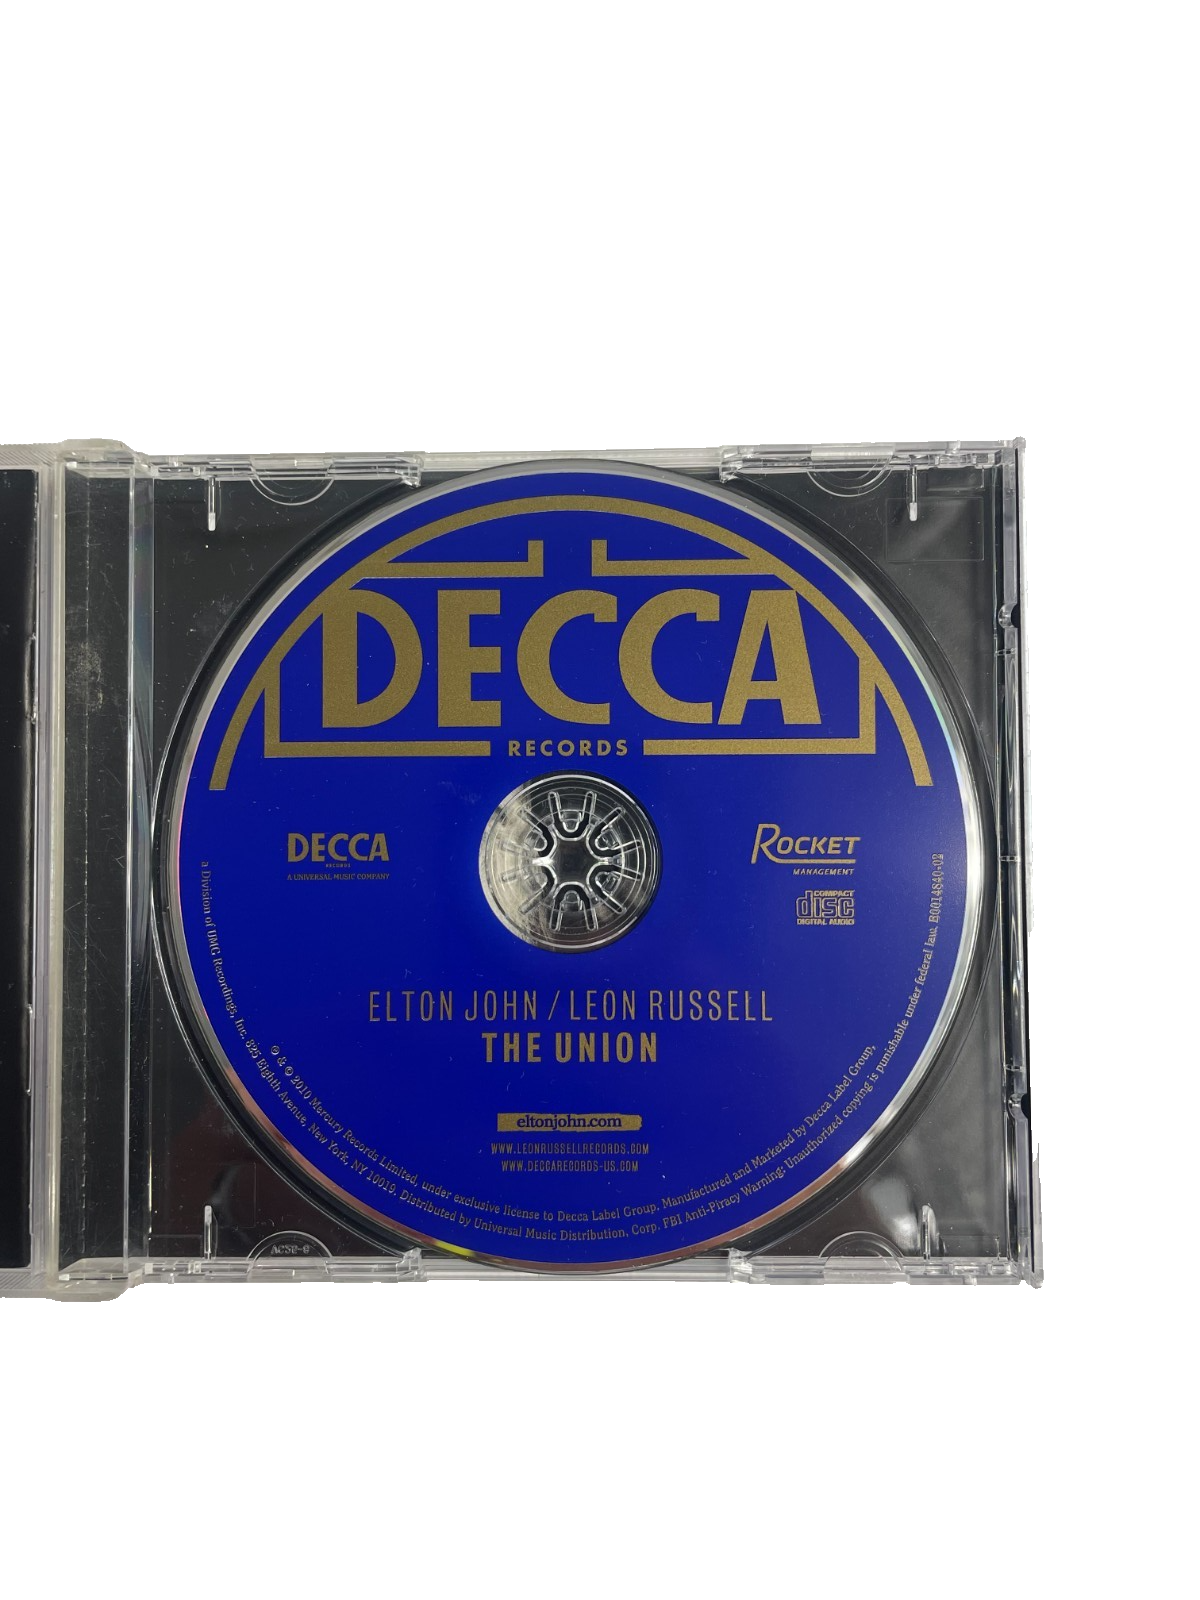 DECCA
RECORDS
DECCA
RECORDS
A UNIVERSAL MUSIC COMPANY
ROCKET
MANAGEMENT
COMPACT
disc
DIGITAL AUDIO
ELTON JOHN / LEON RUSSELL
THE UNION
eltonjohn.com
WWW.LEONRUSSELLRECORDS.COM
WWW.DECCARECORDS-US.COM
℗ & © 2010 Mercury Records Limited, under exclusive license to Decca Label Group, Manufactured and Marketed by Decca Label Group,
a Division of UMG Recordings, Inc. 825 Eighth Avenue, New York, NY 10019. Distributed by Universal Music Distribution, Corp. FBI Anti-Piracy Warning: Unauthorized copying is punishable under federal law. B0014840-02